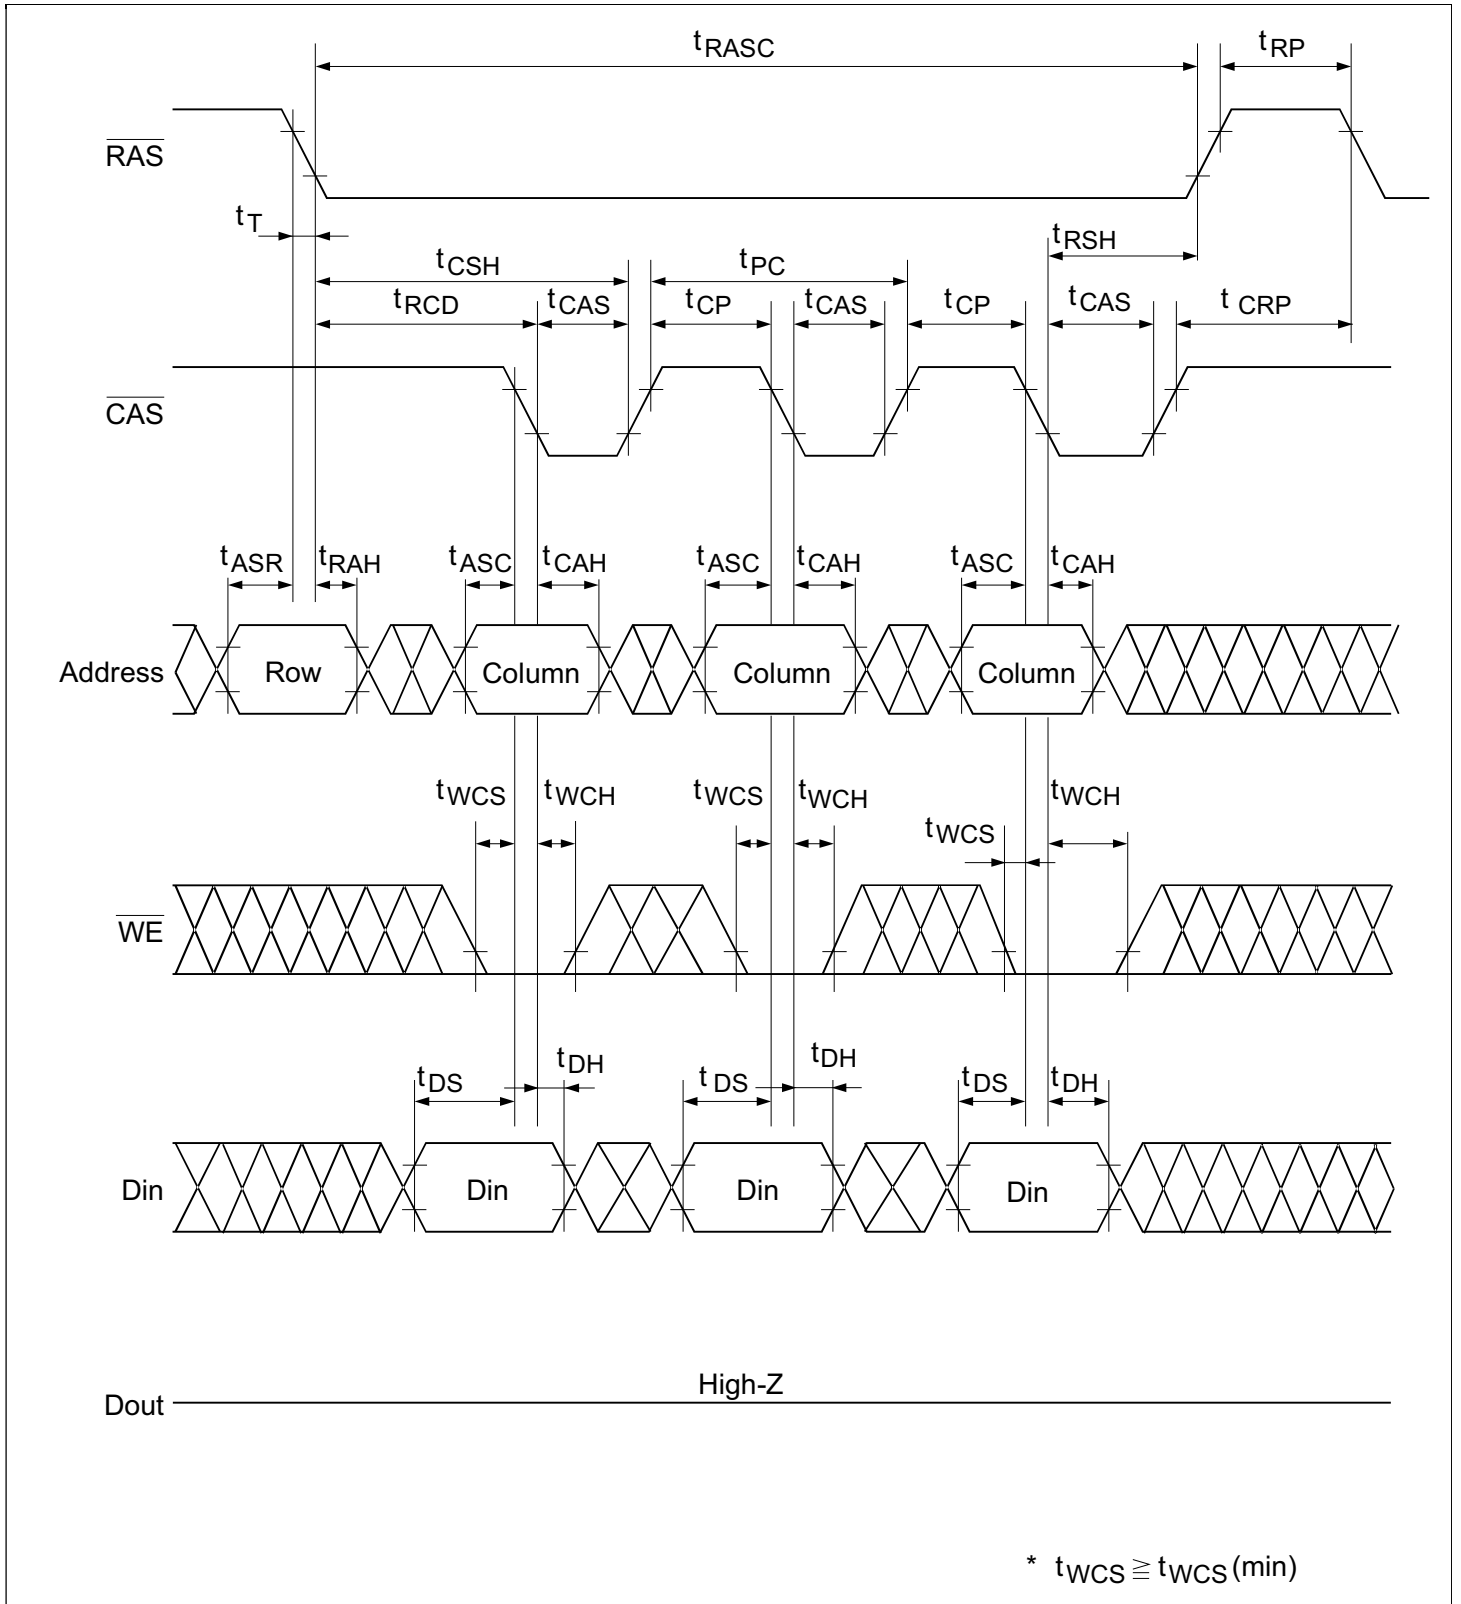 tRASC tRP
RAS
tT
tRSH
tCSH tPC
tRCD tCAS tCP tCAS tCP tCAS t CRP
CAS
tASR tRAH tASC tCAH tASC tCAH tASC tCAH
Address Row Column Column Column
tWCS tWCH tWCS tWCH tWCH
tWCS
WE
tDS tDH t DS tDH tDS tDH
Din Din Din Din
High-Z
Dout
* tWCS ≧ tWCS (min)